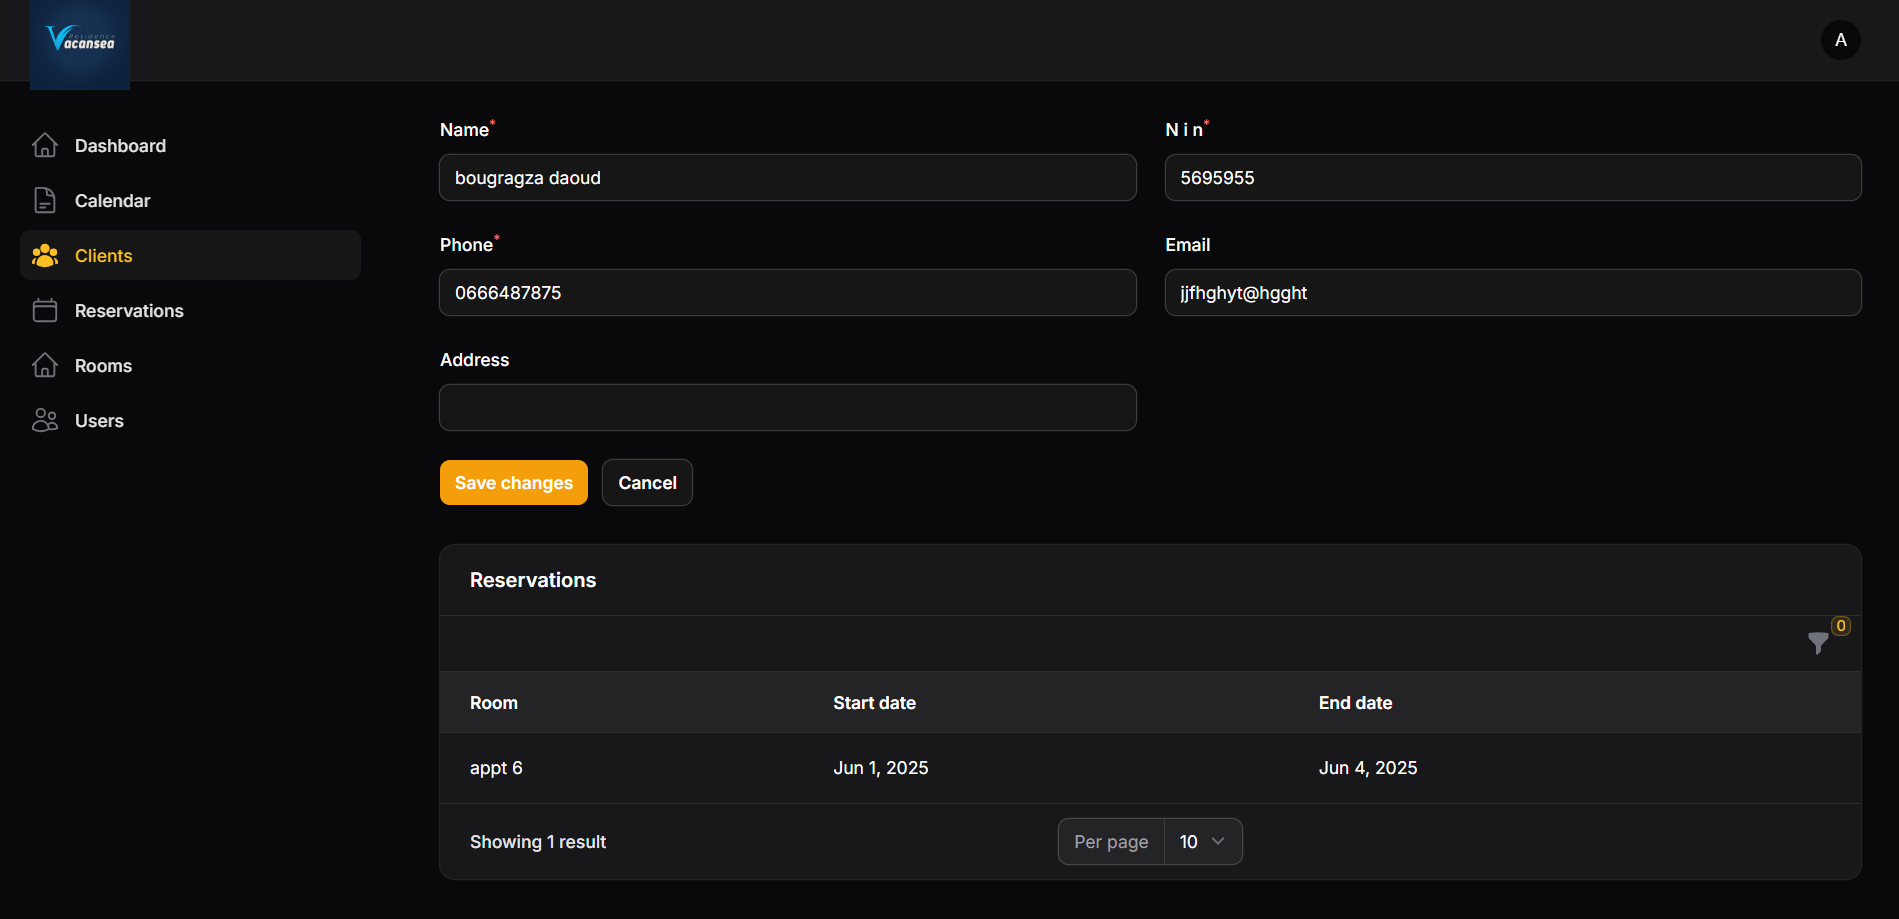 Résidence
Vacansea
A
Dashboard
Calendar
Clients
Reservations
Rooms
Users
Name*
N i n*
bougragza daoud
5695955
Phone*
Email
0666487875
jjfhghyt@hgght
Address
Save changes
Cancel
Reservations
0
Room
Start date
End date
appt 6
Jun 1, 2025
Jun 4, 2025
Showing 1 result
Per page
10